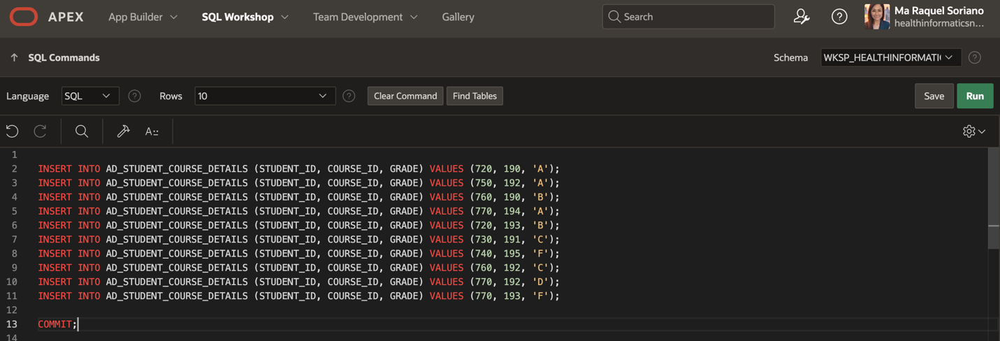 APEX App Builder SQL Workshop Team Development Gallery Search ? Ma Raquel Soriano
healthinformaticsn...
↑ SQL Commands Schema WKSP_HEALTHINFORMATI ?
Language SQL ? Rows 10 ? Clear Command Find Tables Save Run
A::
1
2 INSERT INTO AD_STUDENT_COURSE_DETAILS (STUDENT_ID, COURSE_ID, GRADE) VALUES (720, 190, 'A');
3 INSERT INTO AD_STUDENT_COURSE_DETAILS (STUDENT_ID, COURSE_ID, GRADE) VALUES (750, 192, 'A');
4 INSERT INTO AD_STUDENT_COURSE_DETAILS (STUDENT_ID, COURSE_ID, GRADE) VALUES (760, 190, 'B');
5 INSERT INTO AD_STUDENT_COURSE_DETAILS (STUDENT_ID, COURSE_ID, GRADE) VALUES (770, 194, 'A');
6 INSERT INTO AD_STUDENT_COURSE_DETAILS (STUDENT_ID, COURSE_ID, GRADE) VALUES (720, 193, 'B');
7 INSERT INTO AD_STUDENT_COURSE_DETAILS (STUDENT_ID, COURSE_ID, GRADE) VALUES (730, 191, 'C');
8 INSERT INTO AD_STUDENT_COURSE_DETAILS (STUDENT_ID, COURSE_ID, GRADE) VALUES (740, 195, 'F');
9 INSERT INTO AD_STUDENT_COURSE_DETAILS (STUDENT_ID, COURSE_ID, GRADE) VALUES (760, 192, 'C');
10 INSERT INTO AD_STUDENT_COURSE_DETAILS (STUDENT_ID, COURSE_ID, GRADE) VALUES (770, 192, 'D');
11 INSERT INTO AD_STUDENT_COURSE_DETAILS (STUDENT_ID, COURSE_ID, GRADE) VALUES (770, 193, 'F');
12
13 COMMIT;
14